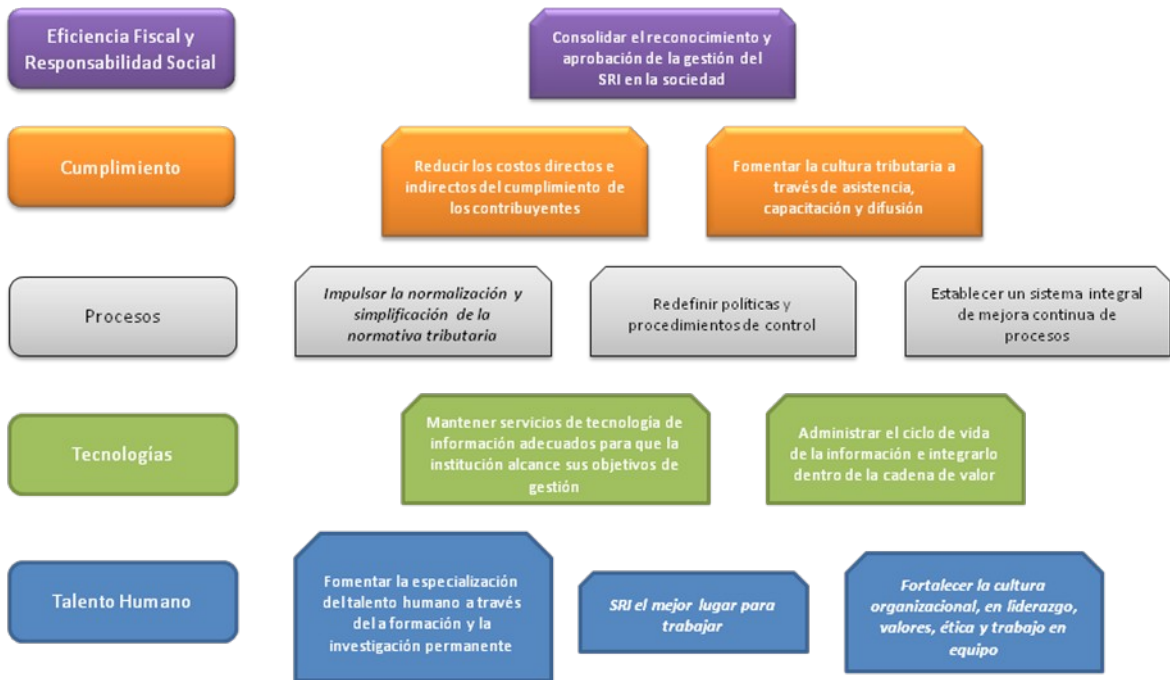 Eficiencia Fiscal y
Responsabilidad Social
Consolidar el reconocimiento y
aprobación de la gestión del
SRI en la sociedad
Cumplimiento
Reducir los costos directos e
indirectos del cumplimiento de
los contribuyentes
Fomentar la cultura tributaria a
través de asistencia,
capacitación y difusión
Procesos
Impulsar la normalización y
simplificación de la
normativa tributaria
Redefinir políticas y
procedimientos de control
Establecer un sistema integral
de mejora continua de
procesos
Tecnologías
Mantener servicios de tecnología de
información adecuados para que la
institución alcance sus objetivos de
gestión
Administrar el ciclo de vida
de la información e integrarlo
dentro de la cadena de valor
Talento Humano
Fomentar la especialización
del talento humano a través
del a formación y la
investigación permanente
SRI el mejor lugar para
trabajar
Fortalecer la cultura
organizacional, en liderazgo,
valores, ética y trabajo en
equipo